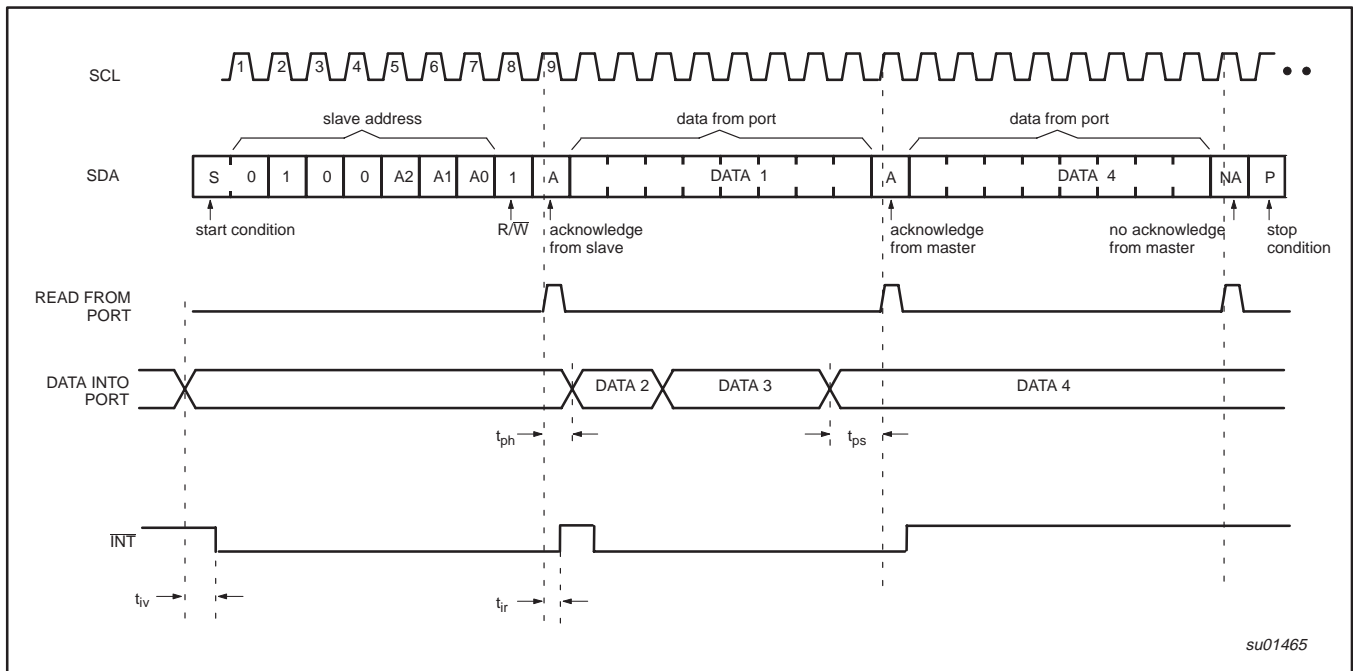 SCL
1 2 3 4 5 6 7 8 9
slave address
data from port
data from port
SDA
S 0 1 0 0 A2 A1 A0 1 A DATA 1 A DATA 4 NA P
start condition
R/W̅
acknowledge
from slave
acknowledge
from master
no acknowledge
from master
stop
condition
READ FROM
PORT
DATA INTO
PORT
DATA 2 DATA 3 DATA 4
tph
tps
I̅N̅T̅
tiv
tir
su01465